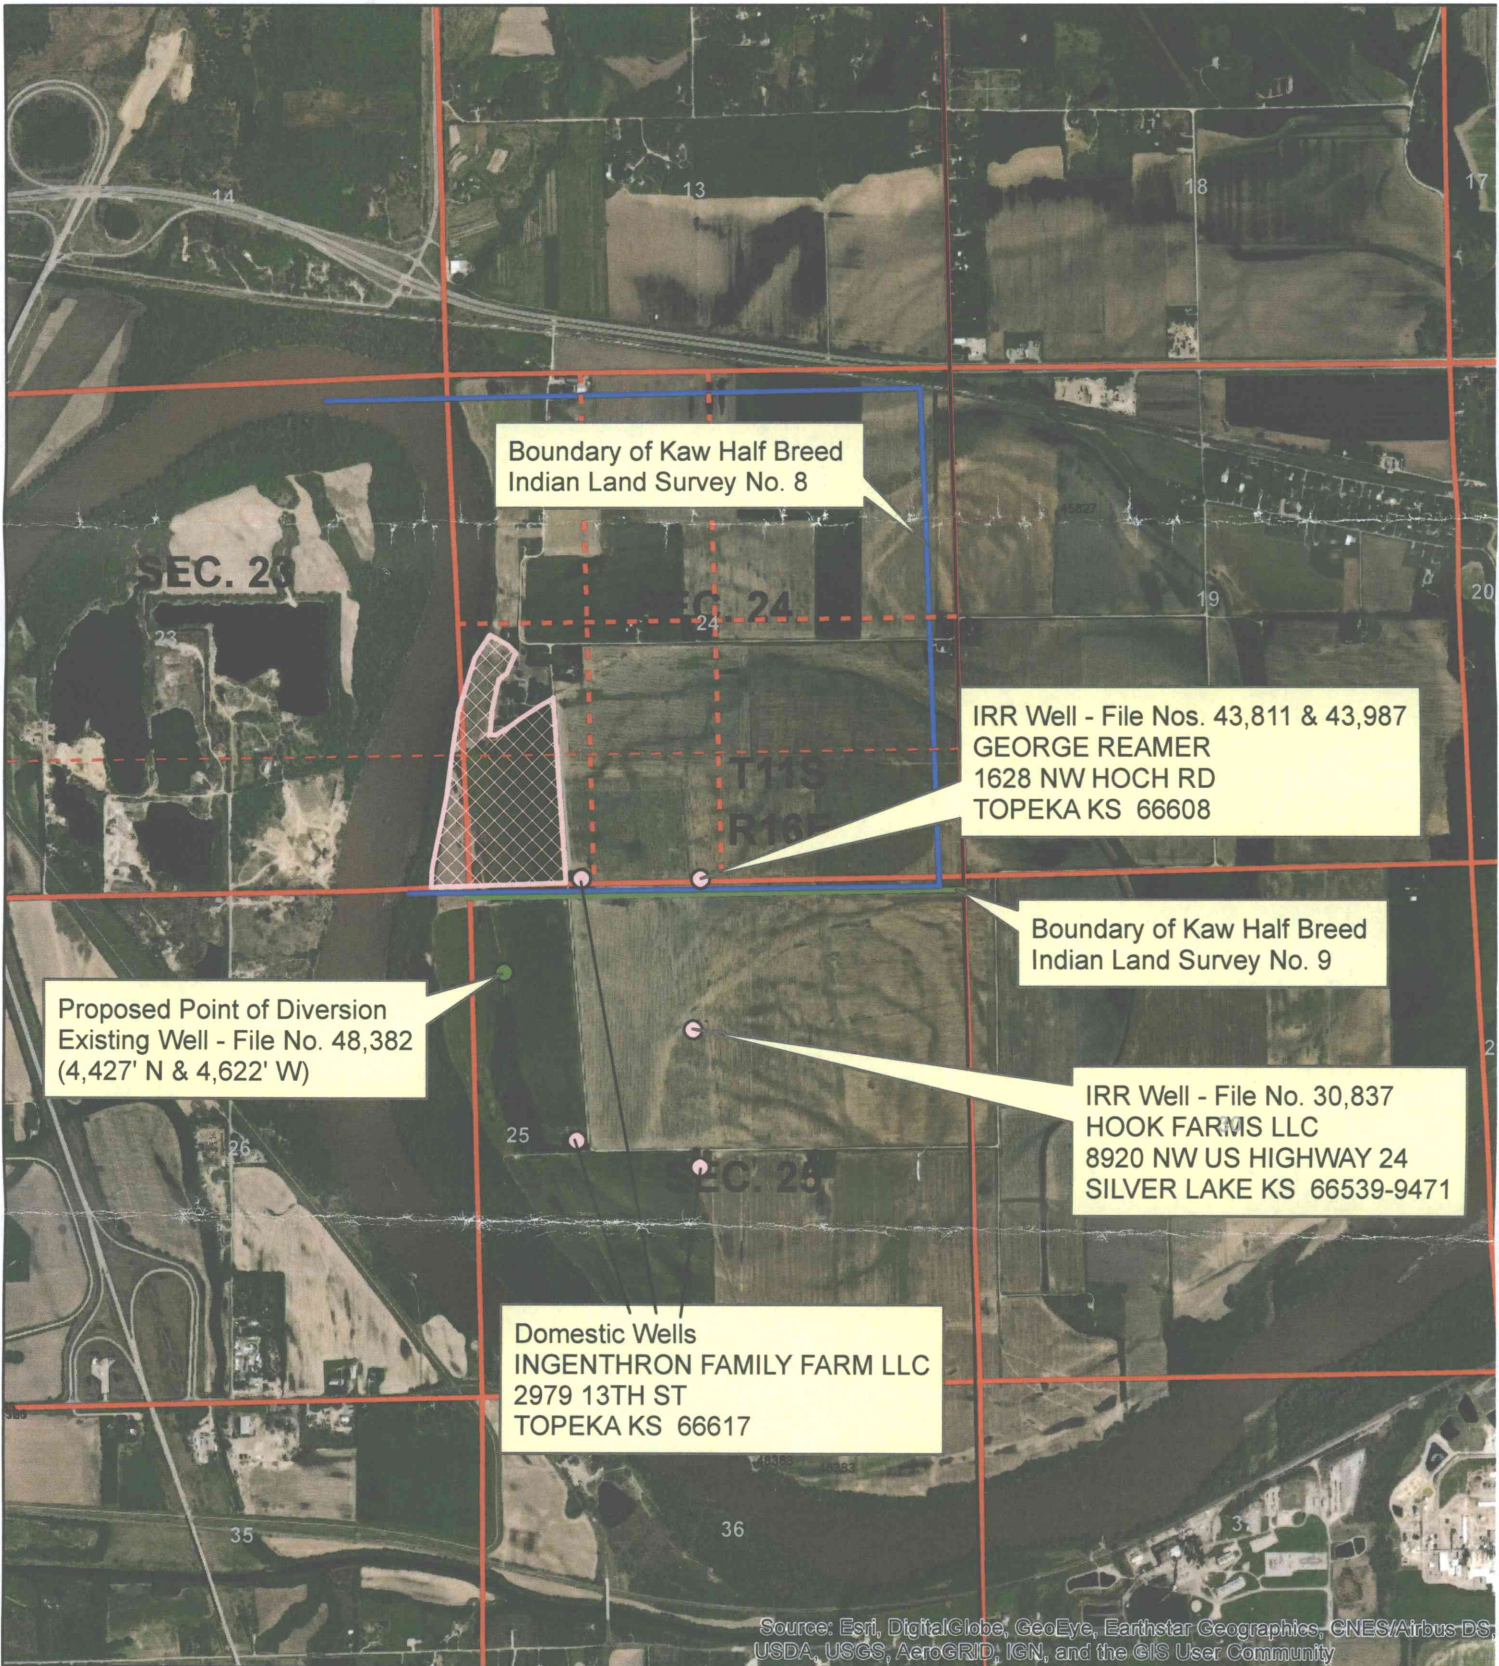 14
13
18
17
Boundary of Kaw Half Breed
Indian Land Survey No. 8
45827
SEC. 23
SEC. 24
23
24
19
20
IRR Well - File Nos. 43,811 & 43,987
GEORGE REAMER
1628 NW HOCH RD
TOPEKA KS 66608
T11S
R16E
Boundary of Kaw Half Breed
Indian Land Survey No. 9
Proposed Point of Diversion
Existing Well - File No. 48,382
(4,427' N & 4,622' W)
IRR Well - File No. 30,837
HOOK FARMS LLC
8920 NW US HIGHWAY 24
SILVER LAKE KS 66539-9471
30
25
26
SEC. 25
Domestic Wells
INGENTHRON FAMILY FARM LLC
2979 13TH ST
TOPEKA KS 66617
48383
48383
35
36
Source: Esri, DigitalGlobe, GeoEye, Earthstar Geographics, CNES/Airbus DS,
USDA, USGS, AeroGRID, IGN, and the GIS User Community